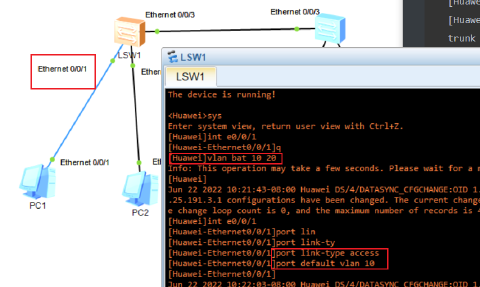 [Huawei
[Huawe
trunk
Ethernet 0/0/3
Ethernet 0/0/3
LSW1
Ethernet 0/0/1
Ether
Ethernet 0/0/1
Ethern
PC1
PC2
LSW1
LSW1
The device is running!
<Huawei>sys
Enter system view, return user view with Ctrl+Z.
[Huawei]int e0/0/1
[Huawei-Ethernet0/0/1]q
[Huawei]vlan bat 10 20
Info: This operation may take a few seconds. Please wait for a m
[Huawei]
Jun 22 2022 10:21:43-08:00 Huawei DS/4/DATASYNC_CFGCHANGE:OID 1.
.25.191.3.1 configurations have been changed. The current change
e change loop count is 0, and the maximum number of records is 4
[Huawei]int e0/0/1
[Huawei-Ethernet0/0/1]port lin
[Huawei-Ethernet0/0/1]port link-ty
[Huawei-Ethernet0/0/1]port link-type access
[Huawei-Ethernet0/0/1]port default vlan 10
[Huawei-Ethernet0/0/1]
Jun 22 2022 10:22:03-08:00 Huawei DS/4/DATASYNC_CFGCHANGE:OID 1.